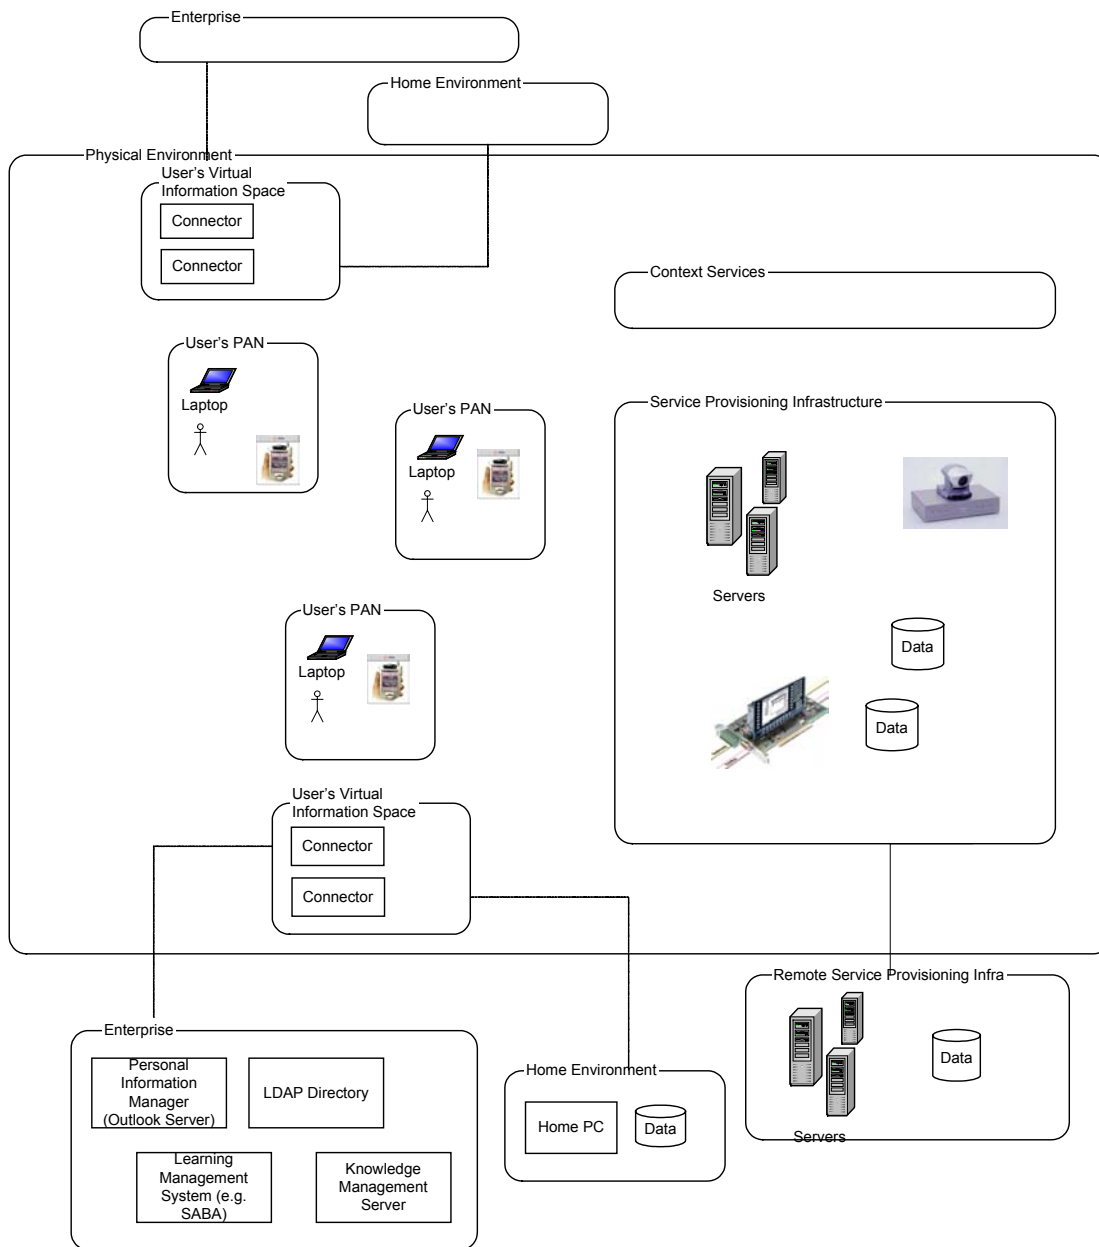 Enterprise
Home Environment
Physical Environment
User's Virtual
Information Space
Connector
Connector
Context Services
User's PAN
Laptop
User's PAN
Laptop
Service Provisioning Infrastructure
Servers
Data
Data
User's PAN
Laptop
User's Virtual
Information Space
Connector
Connector
Remote Service Provisioning Infra
Servers
Data
Enterprise
Personal
Information
Manager
(Outlook Server)
LDAP Directory
Learning
Management
System (e.g.
SABA)
Knowledge
Management
Server
Home Environment
Home PC
Data